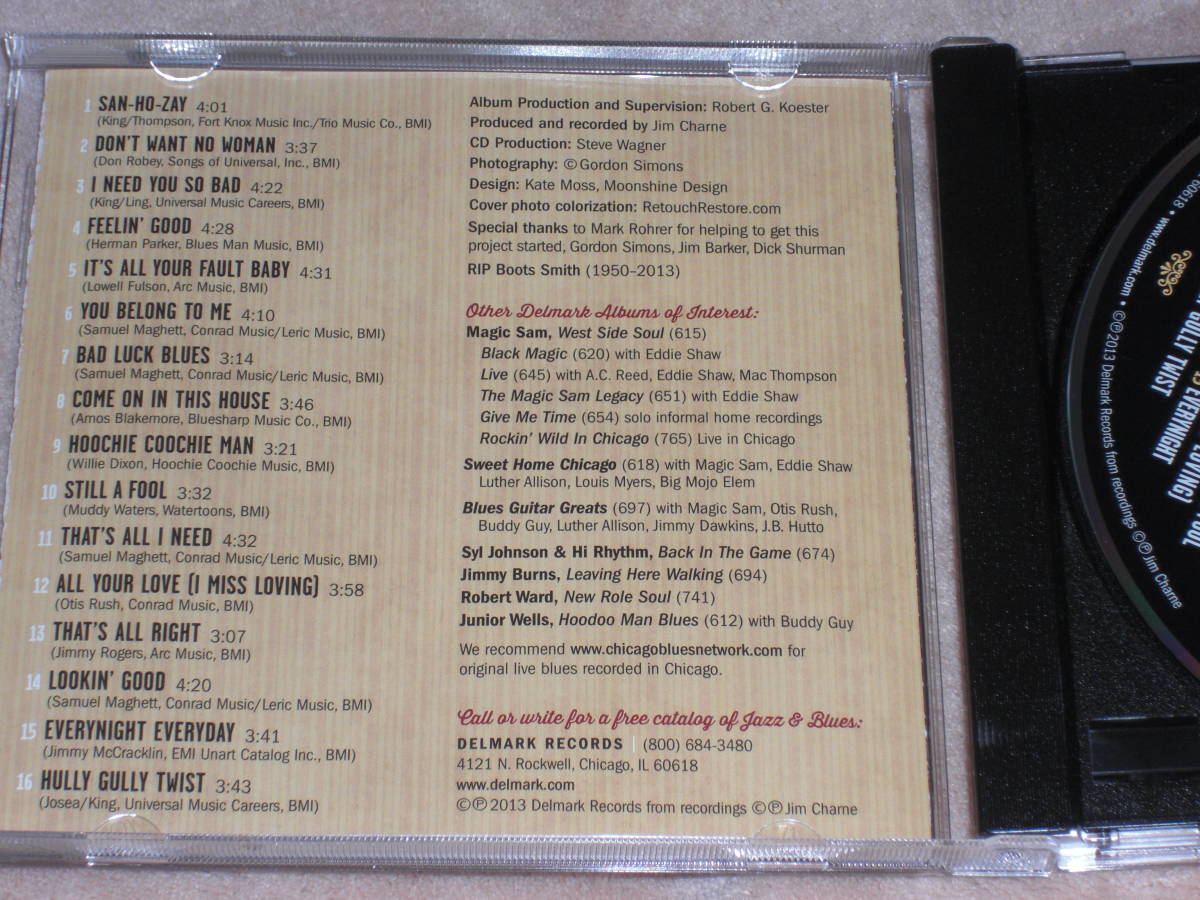 1 SAN-HO-ZAY 4:01
(King/Thompson, Fort Knox Music Inc./Trio Music Co., BMI)
2 DON'T WANT NO WOMAN 3:37
(Don Robey, Songs of Universal, Inc., BMI)
3 I NEED YOU SO BAD 4:22
(King/Ling, Universal Music Careers, BMI)
4 FEELIN' GOOD 4:28
(Herman Parker, Blues Man Music, BMI)
5 IT'S ALL YOUR FAULT BABY 4:31
(Lowell Fulson, Arc Music, BMI)
6 YOU BELONG TO ME 4:10
(Samuel Maghett, Conrad Music/Leric Music, BMI)
7 BAD LUCK BLUES 3:14
(Samuel Maghett, Conrad Music/Leric Music, BMI)
8 COME ON IN THIS HOUSE 3:46
(Amos Blakemore, Bluesharp Music Co., BMI)
9 HOOCHIE COOCHIE MAN 3:21
(Willie Dixon, Hoochie Coochie Music, BMI)
10 STILL A FOOL 3:32
(Muddy Waters, Watertoons, BMI)
11 THAT'S ALL I NEED 4:32
(Samuel Maghett, Conrad Music/Leric Music, BMI)
12 ALL YOUR LOVE (I MISS LOVING) 3:58
(Otis Rush, Conrad Music, BMI)
13 THAT'S ALL RIGHT 3:07
(Jimmy Rogers, Arc Music, BMI)
14 LOOKIN' GOOD 4:20
(Samuel Maghett, Conrad Music/Leric Music, BMI)
15 EVERYNIGHT EVERYDAY 3:41
(Jimmy McCracklin, EMI Unart Catalog Inc., BMI)
16 HULLY GULLY TWIST 3:43
(Josea/King, Universal Music Careers, BMI)
Album Production and Supervision: Robert G. Koester
Produced and recorded by Jim Charne
CD Production: Steve Wagner
Photography: © Gordon Simons
Design: Kate Moss, Moonshine Design
Cover photo colorization: RetouchRestore.com
Special thanks to Mark Rohrer for helping to get this
project started, Gordon Simons, Jim Barker, Dick Shurman
RIP Boots Smith (1950–2013)
Other Delmark Albums of Interest:
Magic Sam, West Side Soul (615)
Black Magic (620) with Eddie Shaw
Live (645) with A.C. Reed, Eddie Shaw, Mac Thompson
The Magic Sam Legacy (651) with Eddie Shaw
Give Me Time (654) solo informal home recordings
Rockin' Wild In Chicago (765) Live in Chicago
Sweet Home Chicago (618) with Magic Sam, Eddie Shaw
Luther Allison, Louis Myers, Big Mojo Elem
Blues Guitar Greats (697) with Magic Sam, Otis Rush,
Buddy Guy, Luther Allison, Jimmy Dawkins, J.B. Hutto
Syl Johnson & Hi Rhythm, Back In The Game (674)
Jimmy Burns, Leaving Here Walking (694)
Robert Ward, New Role Soul (741)
Junior Wells, Hoodoo Man Blues (612) with Buddy Guy
We recommend www.chicagobluesnetwork.com for
original live blues recorded in Chicago.
Call or write for a free catalog of Jazz & Blues:
DELMARK RECORDS | (800) 684-3480
4121 N. Rockwell, Chicago, IL 60618
www.delmark.com
©℗ 2013 Delmark Records from recordings ©℗ Jim Charne
60618 • www.delmark.com • ©℗2013 Delmark Records from recordings ©℗ Jim Charne
GULLY TWIST
15 EVERYNIGHT
LOVING)